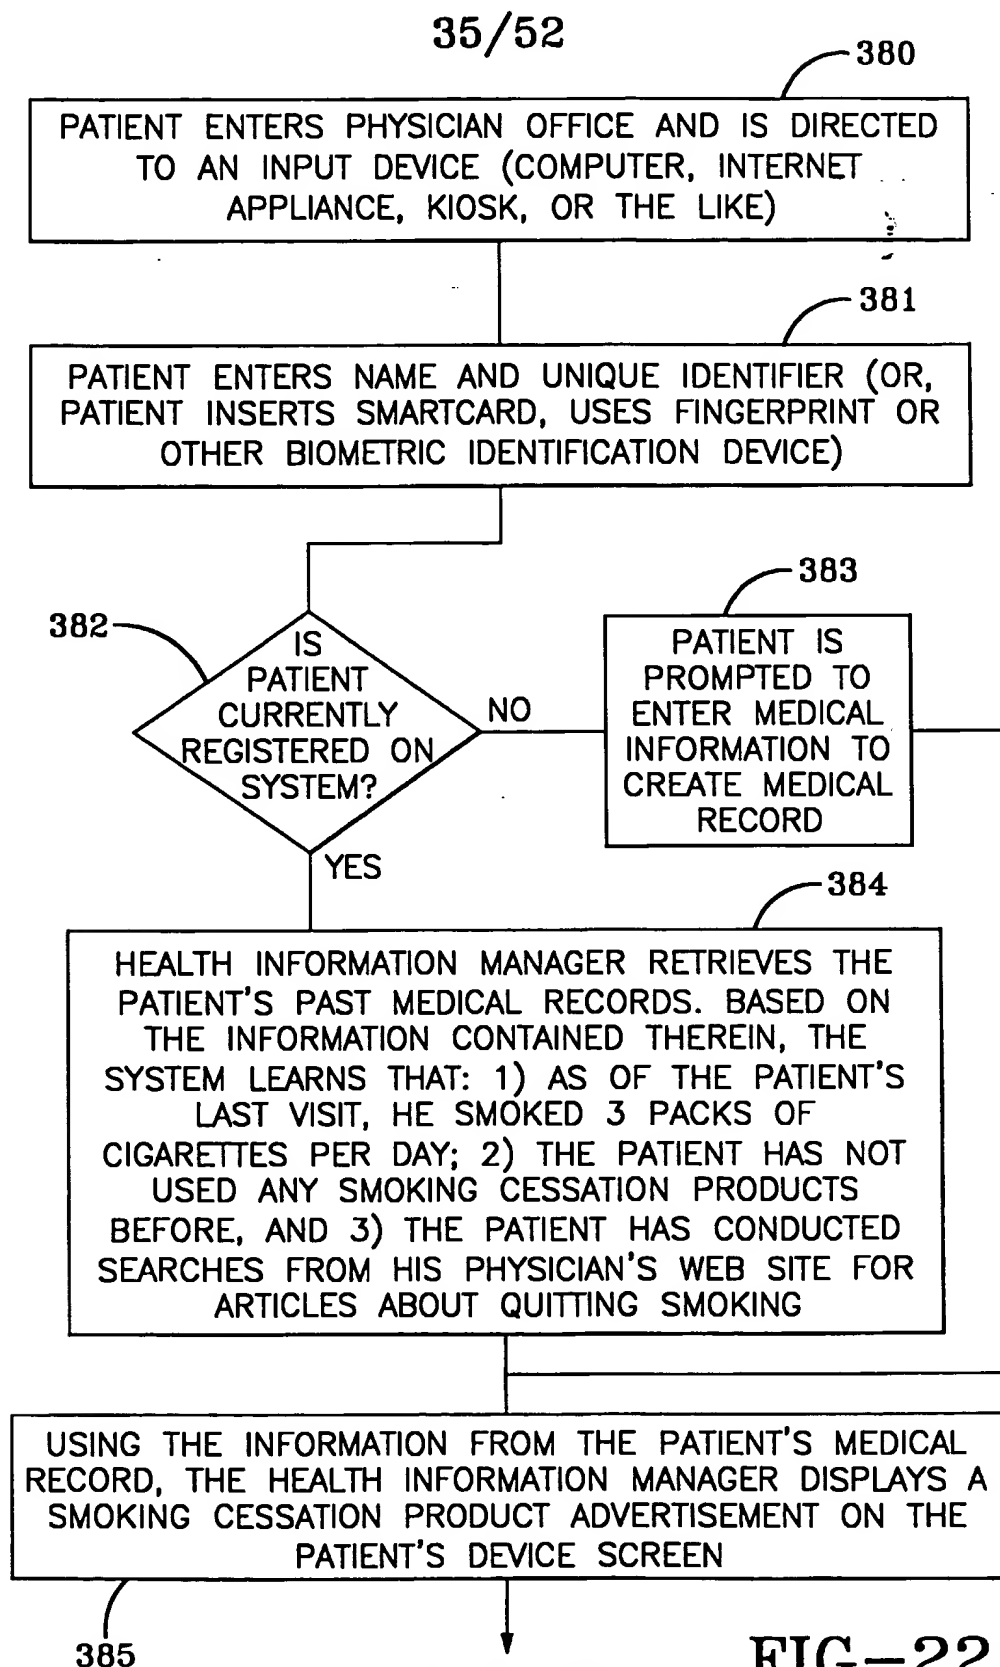 35/52
380
PATIENT ENTERS PHYSICIAN OFFICE AND IS DIRECTED
TO AN INPUT DEVICE (COMPUTER, INTERNET
APPLIANCE, KIOSK, OR THE LIKE)
381
PATIENT ENTERS NAME AND UNIQUE IDENTIFIER (OR,
PATIENT INSERTS SMARTCARD, USES FINGERPRINT OR
OTHER BIOMETRIC IDENTIFICATION DEVICE)
382
IS
PATIENT
CURRENTLY
REGISTERED ON
SYSTEM?
NO
383
PATIENT IS
PROMPTED TO
ENTER MEDICAL
INFORMATION TO
CREATE MEDICAL
RECORD
YES
384
HEALTH INFORMATION MANAGER RETRIEVES THE
PATIENT'S PAST MEDICAL RECORDS. BASED ON
THE INFORMATION CONTAINED THEREIN, THE
SYSTEM LEARNS THAT: 1) AS OF THE PATIENT'S
LAST VISIT, HE SMOKED 3 PACKS OF
CIGARETTES PER DAY; 2) THE PATIENT HAS NOT
USED ANY SMOKING CESSATION PRODUCTS
BEFORE, AND 3) THE PATIENT HAS CONDUCTED
SEARCHES FROM HIS PHYSICIAN'S WEB SITE FOR
ARTICLES ABOUT QUITTING SMOKING
USING THE INFORMATION FROM THE PATIENT'S MEDICAL
RECORD, THE HEALTH INFORMATION MANAGER DISPLAYS A
SMOKING CESSATION PRODUCT ADVERTISEMENT ON THE
PATIENT'S DEVICE SCREEN
385
FIG-22